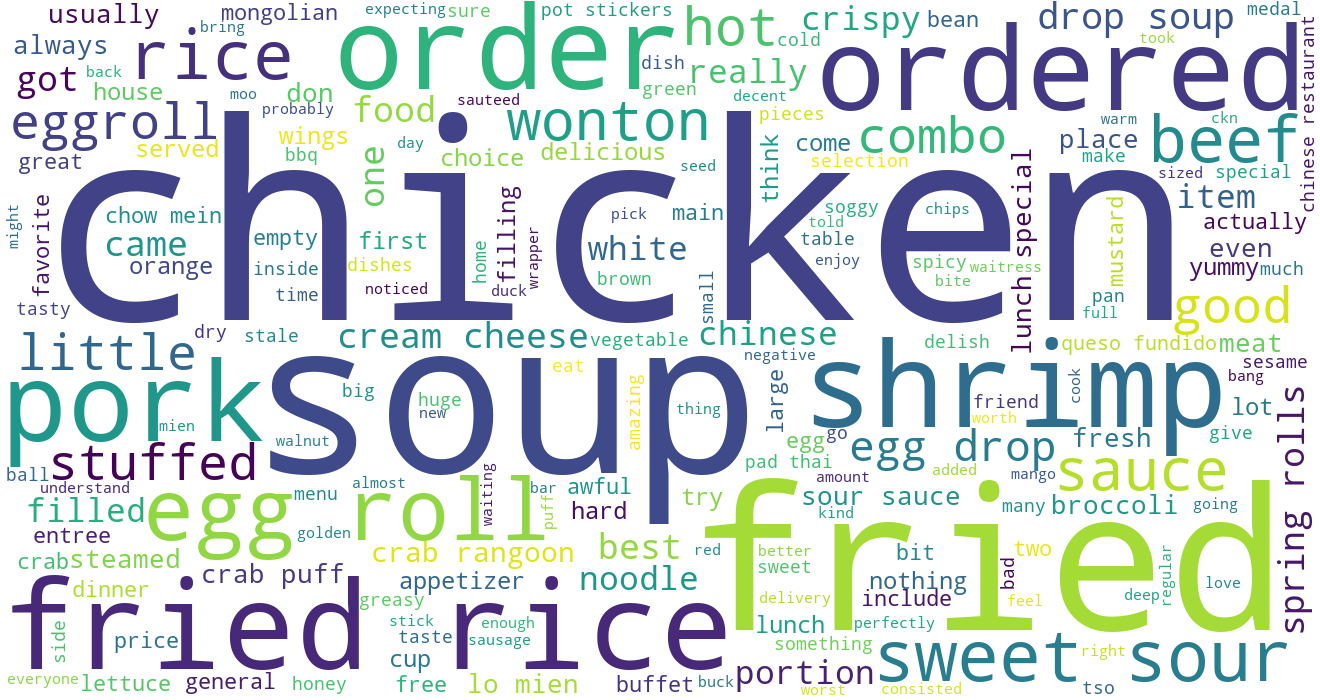 usually
mongolian
bring
expecting
sure
pot stickers
hot
crispy
bean
drop soup
medal
always
rice
order
cold
ordered
took
got
back
house
moo
don
dish
really
green
decent
chinese restaurant
eggroll
probably
food
sauteed
wonton
pieces
combo
warm
ckn
beef
wings
served
day
place
great
bbq
one
choice
delicious
seed
think
come
selection
make
sized
special
item
favorite
might
chow mein
came
orange
empty
inside
time
first
dishes
noticed
filling
home
duck
wrapper
pick
main
white
brown
small
soggy
told
table
enjoy
chips
spicy
waitress
bite
lunch special
mustard
pan
full
actually
even
yummy
much
tasty
chicken
good
dry
stale
cream cheese
vegetable
chinese
delish
queso fundido
meat
little
negative
sesame
bang
pork
soup
shrimp
big
huge
new
eat
amazing
thing
large
friend
worth
cook
lot
mien
walnut
egg
go
egg drop
fresh
give
spring rolls
stuffed
pad thai
ball
understand
almost
waiting
bar
awful
amount
added
mango
sauce
filled
egg roll
menu
puff
hard
try
sour sauce
kind
many
broccoli
going
entree
golden
crab
steamed
crab rangoon
best
red
better
sweet
bit
two
bad
regular
crab puff
appetizer
noodle
nothing
dinner
greasy
delivery
include
feel
deep
love
fried
side
price
fried rice
stick
taste
enough
sausage
lunch
perfectly
something
sweet sour
right
everyone
lettuce
general
honey
cup
free
lo mien
buffet
buck
portion
worst
consisted
tso